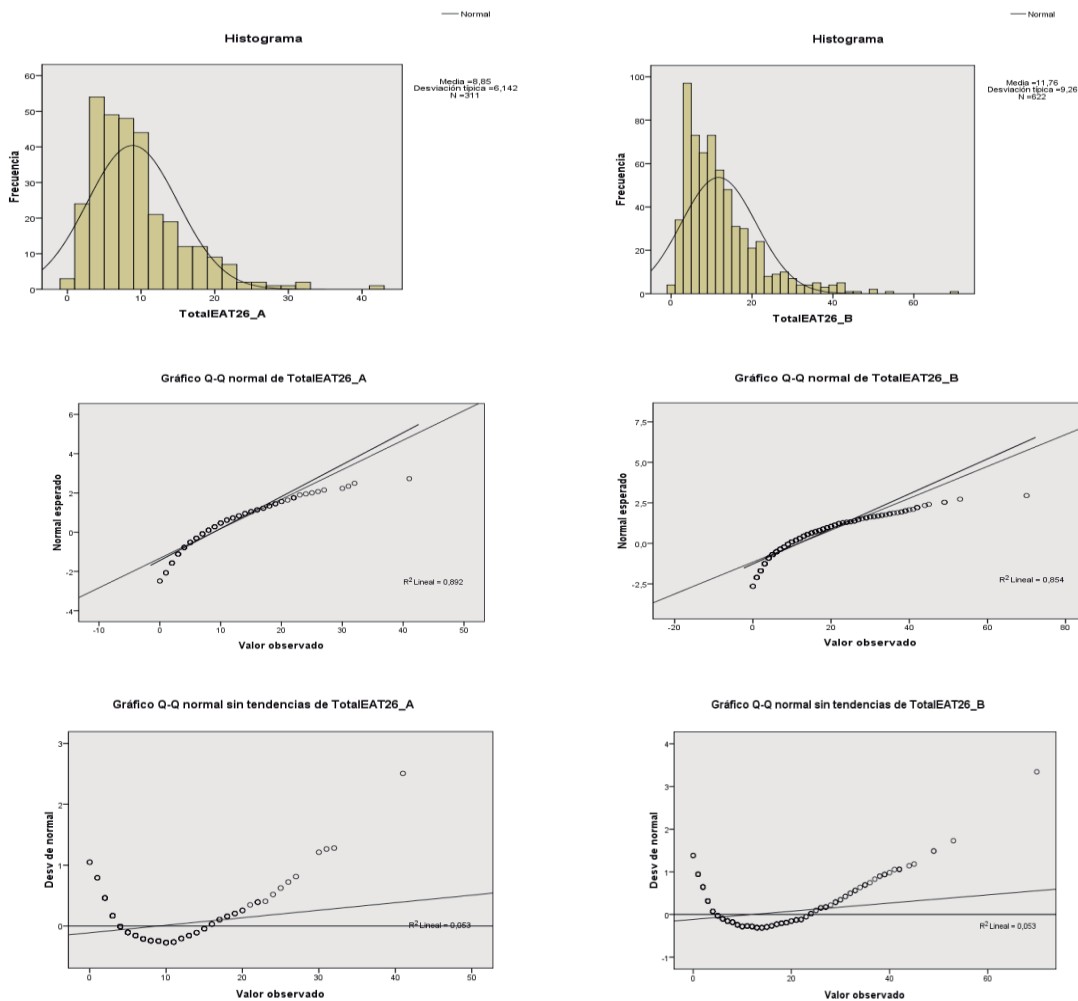 Normal
Histograma
Media =8,85
Desviación típica =6,142
N =311
60
50
40
30
20
10
0
Frecuencia
0 10 20 30 40
TotalEAT26_A
Normal
Histograma
Media =11,76
Desviación típica =9,26
N =622
100
80
60
40
20
0
Frecuencia
0 20 40 60
TotalEAT26_B
Gráfico Q-Q normal de TotalEAT26_A
6
4
2
0
-2
-4
Normal esperado
R2 Lineal = 0,892
-10 0 10 20 30 40 50
Valor observado
Gráfico Q-Q normal de TotalEAT26_B
7,5
5,0
2,5
0,0
-2,5
Normal esperado
R2 Lineal = 0,854
-20 0 20 40 60 80
Valor observado
Gráfico Q-Q normal sin tendencias de TotalEAT26_A
3
2
1
0
Desv de normal
R2 Lineal = 0,053
0 10 20 30 40 50
Valor observado
Gráfico Q-Q normal sin tendencias de TotalEAT26_B
4
3
2
1
0
-1
Desv de normal
R2 Lineal = 0,053
0 20 40 60
Valor observado